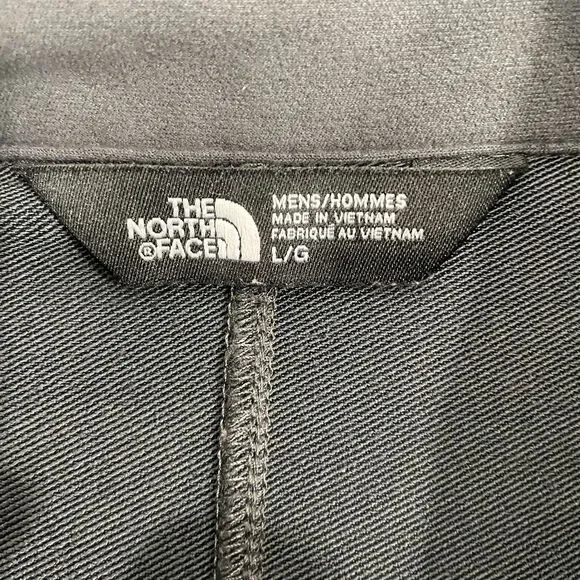 THE
NORTH
®FACE
MENS/HOMMES
MADE IN VIETNAM
FABRIQUÉ AU VIETNAM
L/G